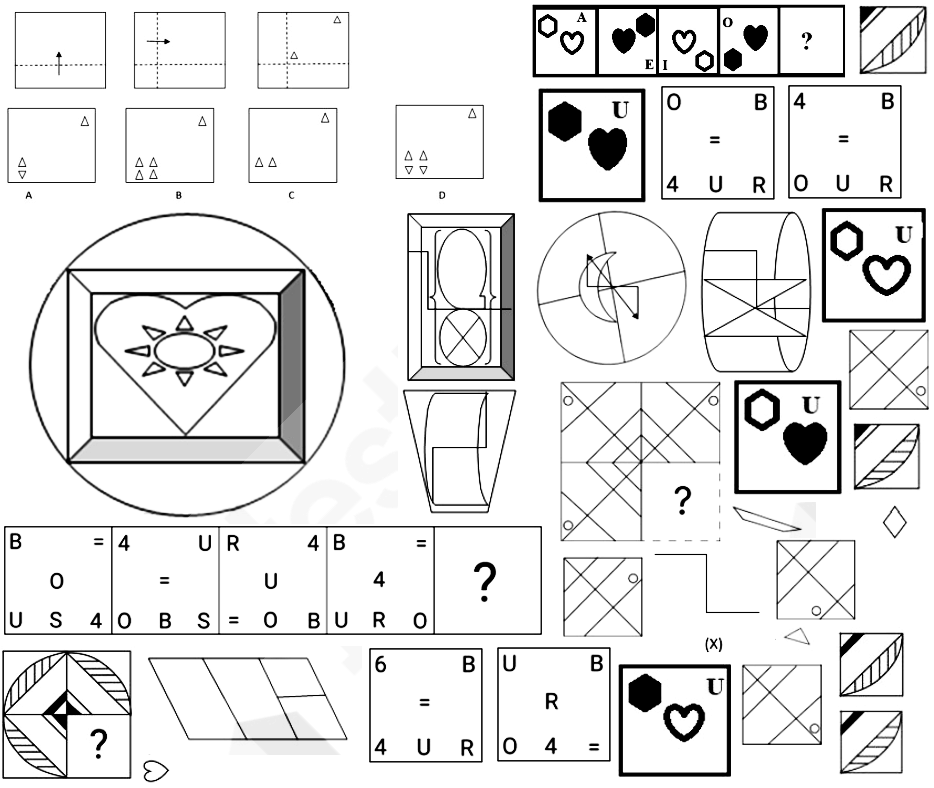 A
E
I
O
?
U
O B
=
4 U R
4 B
=
O U R
A B C D
U
U
?
B =
O
U S 4
4 U
=
O B S
R 4
U
= O B
B =
4
U R O
?
(X)
?
6 B
=
4 U R
U B
R
O 4 =
U